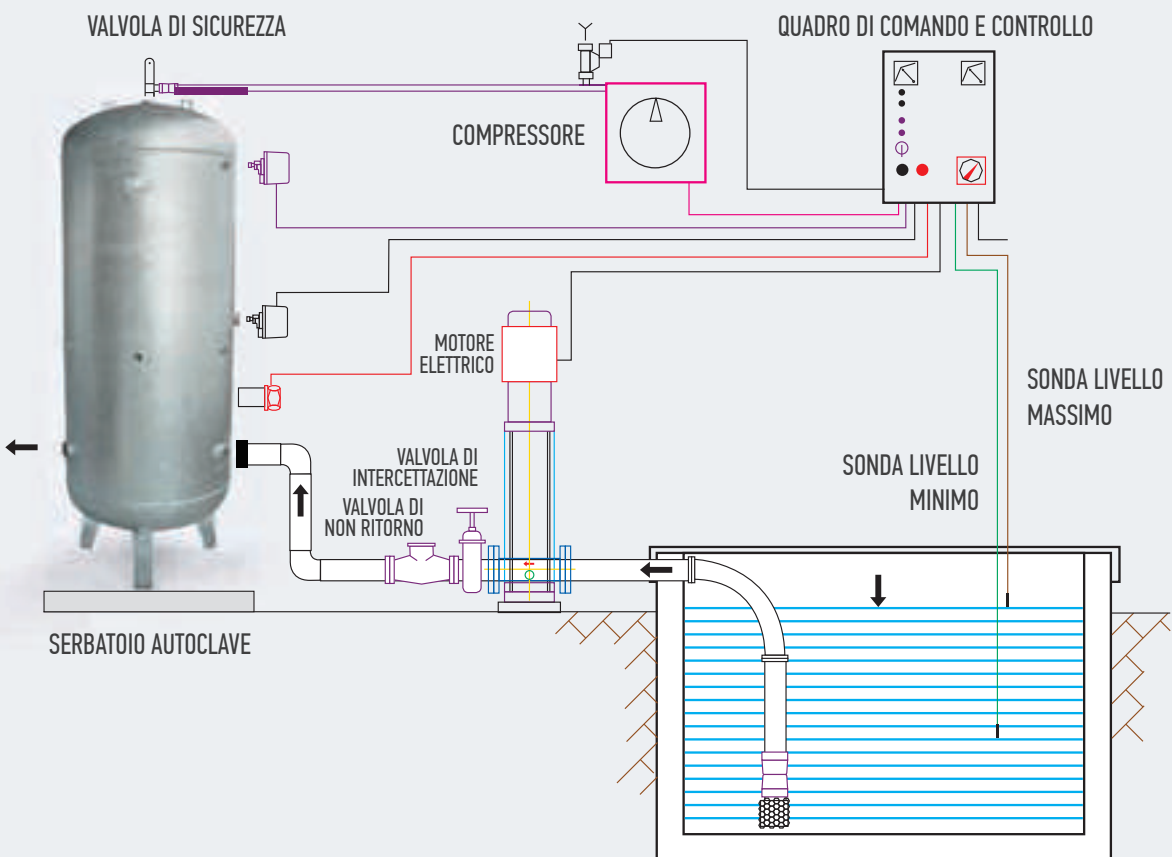 VALVOLA DI SICUREZZA
QUADRO DI COMANDO E CONTROLLO
COMPRESSORE
MOTORE
ELETTRICO
SONDA LIVELLO
MASSIMO
VALVOLA DI
INTERCETTAZIONE
SONDA LIVELLO
MINIMO
VALVOLA DI
NON RITORNO
SERBATOIO AUTOCLAVE